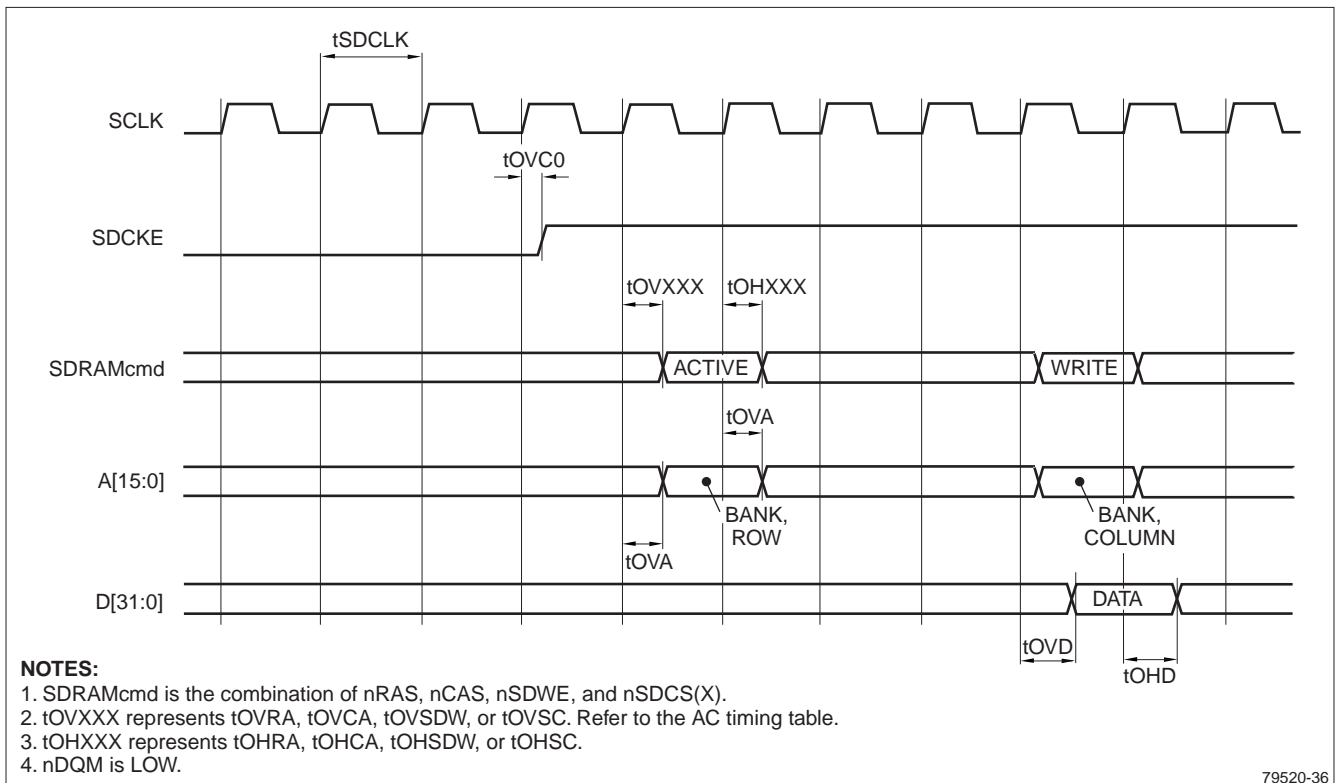 tSDCLK
SCLK
tOVC0
SDCKE
tOVXXX
tOHXXX
SDRAMcmd
ACTIVE
WRITE
tOVA
A[15:0]
BANK,
ROW
BANK,
COLUMN
tOVA
D[31:0]
DATA
tOVD
tOHD
NOTES:
1. SDRAMcmd is the combination of nRAS, nCAS, nSDWE, and nSDCS(X).
2. tOVXXX represents tOVRA, tOVCA, tOVSDW, or tOVSC. Refer to the AC timing table.
3. tOHXXX represents tOHRA, tOHCA, tOHSDW, or tOHSC.
4. nDQM is LOW.
79520-36